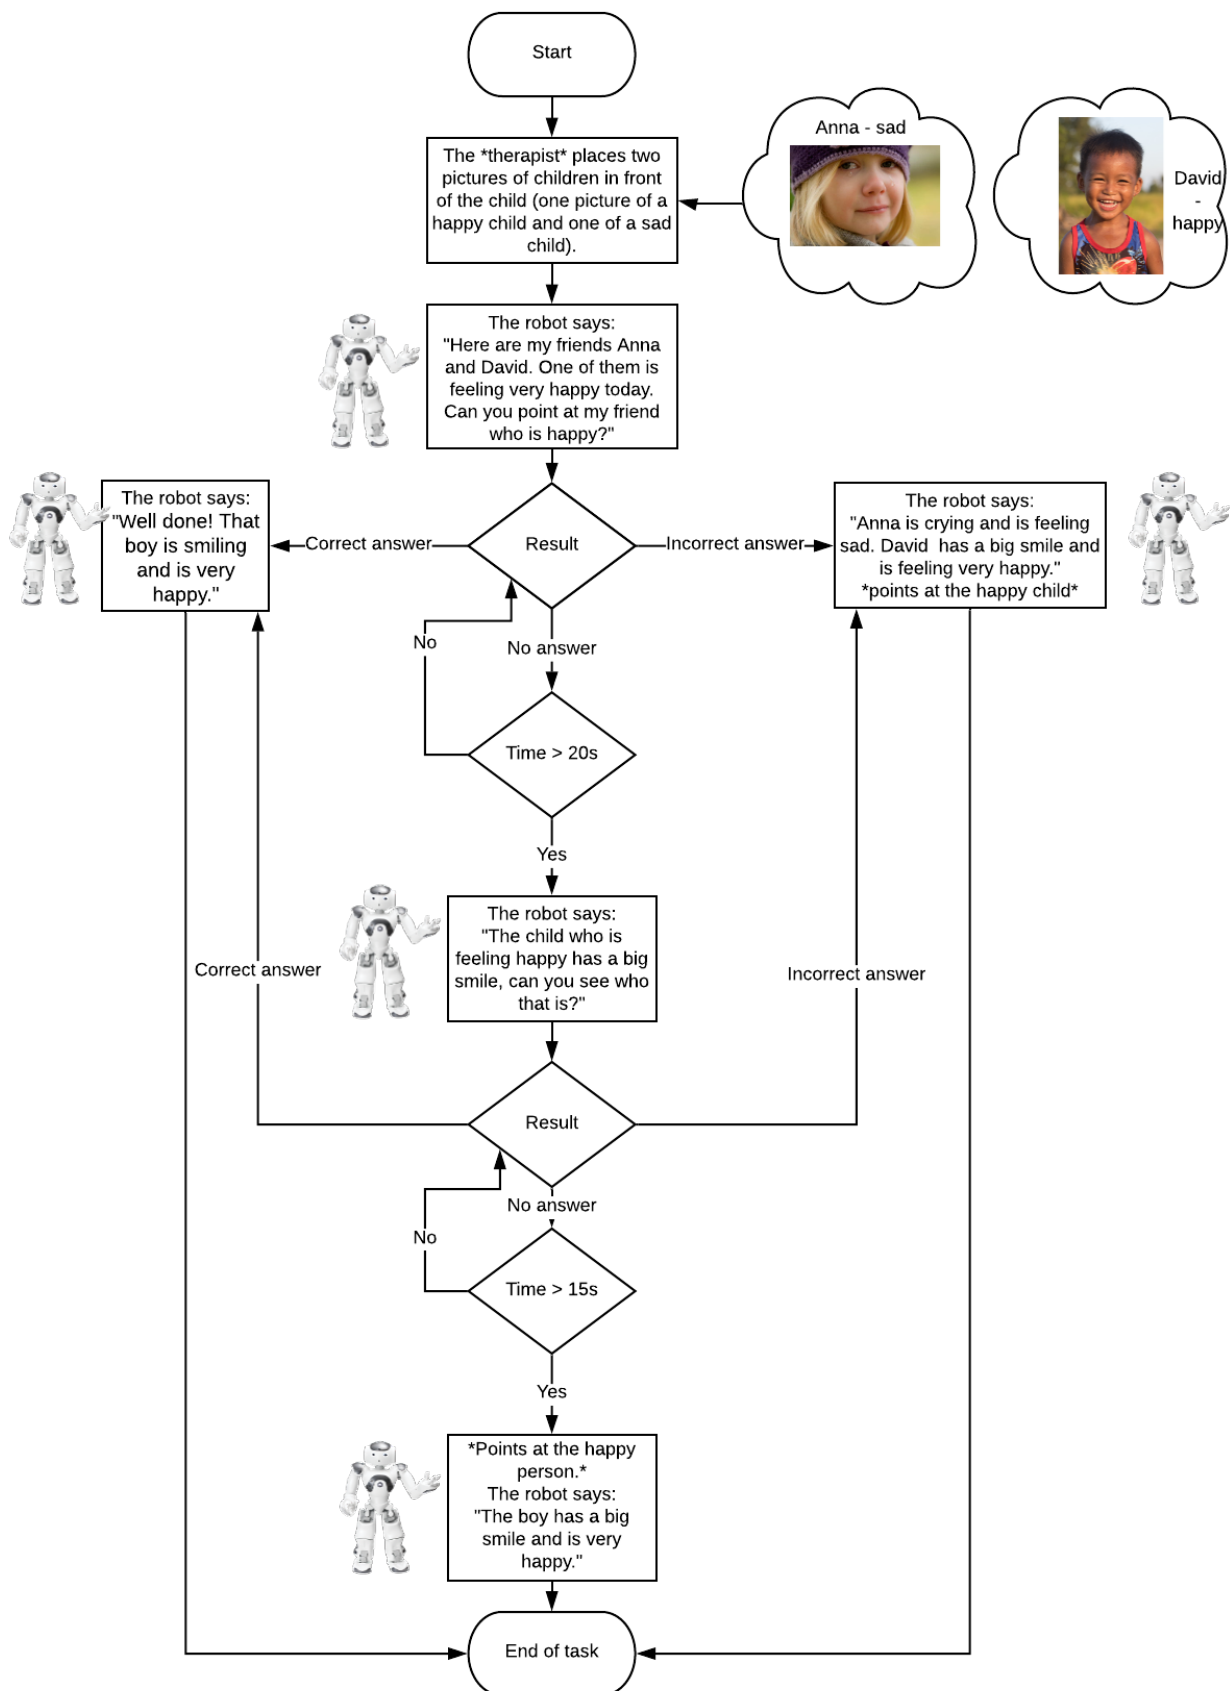 Start
The *therapist* places two
pictures of children in front
of the child (one picture of a
happy child and one of a sad
child).
Anna - sad
David
-
happy
The robot says:
"Here are my friends Anna
and David. One of them is
feeling very happy today.
Can you point at my friend
who is happy?"
The robot says:
"Well done! That
boy is smiling
and is very
happy."
Correct answer
Result
Incorrect answer
The robot says:
"Anna is crying and is feeling
sad. David  has a big smile and
is feeling very happy."
*points at the happy child*
No
No answer
Time > 20s
Yes
The robot says:
"The child who is
feeling happy has a big
smile, can you see who
that is?"
Correct answer
Incorrect answer
Result
No answer
No
Time > 15s
Yes
*Points at the happy
person.*
The robot says:
"The boy has a big
smile and is very
happy."
End of task